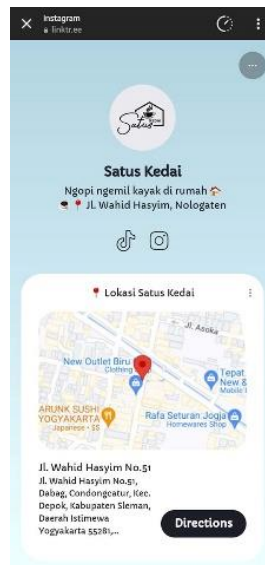 Instagram
linktr.ee
Satus
Satus Kedai
Ngopi ngemil kayak di rumah 🏠
☕📍 Jl. Wahid Hasyim, Nologaten
📍 Lokasi Satus Kedai
Jl. Asoka
New Outlet Biru
Clothing
Tepat
New &
Mobile
ARUNK SUSHI
YOGYAKARTA
Japanese • $$
Rafa Seturan Jogja
Homewares Shop
Jl. Wahid Hasyim No.51
Jl. Wahid Hasyim No.51,
Dabag, Condongcatur, Kec.
Depok, Kabupaten Sleman,
Daerah Istimewa
Yogyakarta 55281,...
Directions